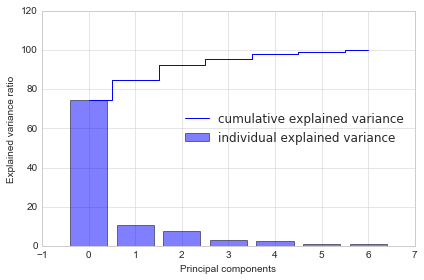 120
100
80
60
40
20
0
Explained variance ratio
cumulative explained variance
individual explained variance
−1 0 1 2 3 4 5 6 7
Principal components